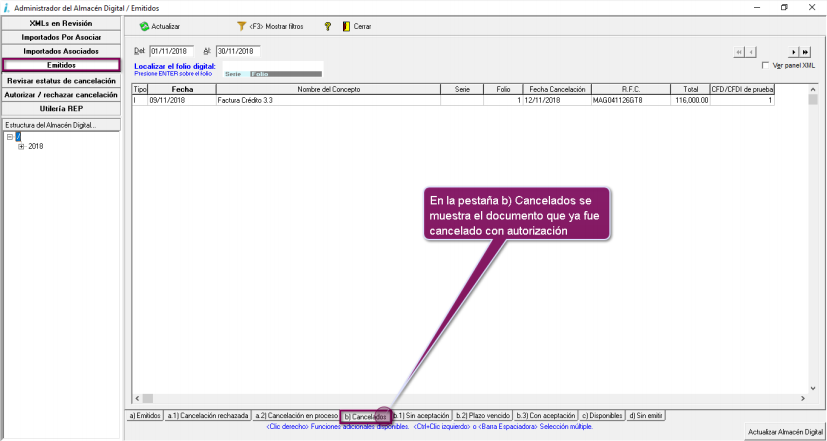 Administrador del Almacén Digital / Emitidos
XMLs en Revisión
Importados Por Asociar
Importados Asociados
Emitidos
Revisar estatus de cancelación
Autorizar / rechazar cancelación
Utilería REP
Estructura del Almacén Digital...
/
2018
Actualizar
<F3> Mostrar filtros
Cerrar
Del: 01/11/2018 Al: 30/11/2018
Localizar el folio digital:
Presione ENTER sobre el folio
Serie Folio
Ver panel XML
Tipo Fecha Nombre del Concepto Serie Folio Fecha Cancelación R.F.C. Total CFD/CFDI de prueba
I 09/11/2018 Factura Crédito 3.3 1 12/11/2018 MAG041126GT8 116,000.00 1
En la pestaña b) Cancelados se
muestra el documento que ya fue
cancelado con autorización
a) Emitidos a.1) Cancelación rechazada a.2) Cancelación en proceso b) Cancelados b.1) Sin aceptación b.2) Plazo vencido b.3) Con aceptación c) Disponibles d) Sin emitir
<Clic derecho> Funciones adicionales disponibles. <Ctrl+Clic izquierdo> o <Barra Espaciadora> Selección múltiple.
Actualizar Almacén Digital